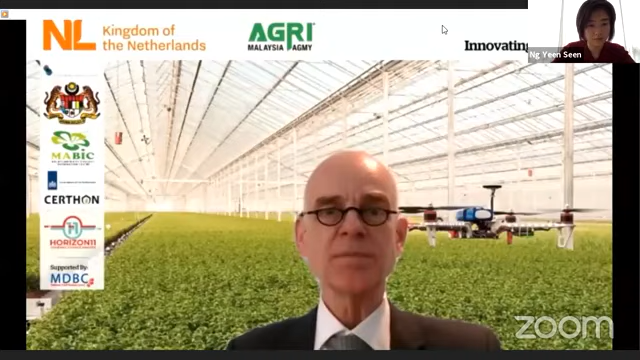 NL Kingdom of
the Netherlands
AGRI
MALAYSIA AGMY
Innovating
Ng Yeen Seen
MABIC
CERTHON
HORIZON11
Supported By:
MDBC
zoom